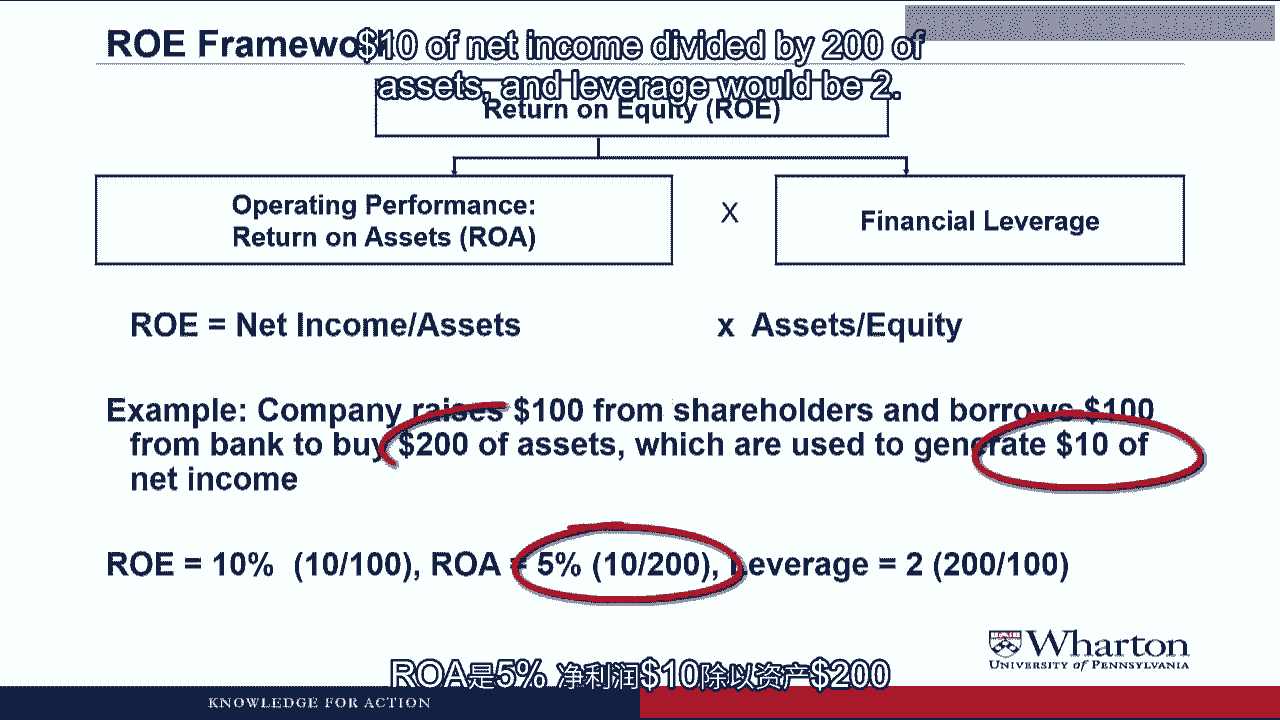 ROE Framework
$10 of net income divided by 200 of
assets, and leverage would be 2.
Return on Equity (ROE)
Operating Performance:
Return on Assets (ROA)
X
Financial Leverage
ROE = Net Income/Assets x Assets/Equity
Example: Company raises $100 from shareholders and borrows $100
from bank to buy $200 of assets, which are used to generate $10 of
net income
ROE = 10% (10/100), ROA = 5% (10/200), Leverage = 2 (200/100)
Wharton
UNIVERSITY of PENNSYLVANIA
ROA是5% 净利润$10除以资产$200
KNOWLEDGE FOR ACTION